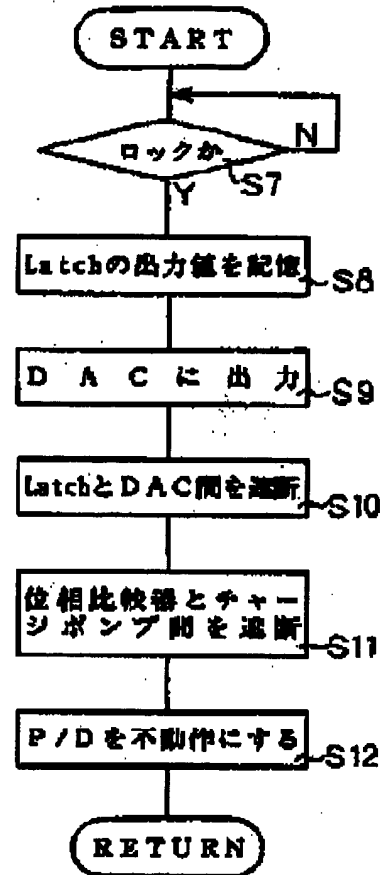 START
N
ロックか
S7
Y
Latchの出力値を記憶
S8
DACに出力
S9
LatchとDAC間を遮断
S10
位相比較器とチャー
ジポンプ間を遮断
S11
P/Dを不動作にする
S12
RETURN